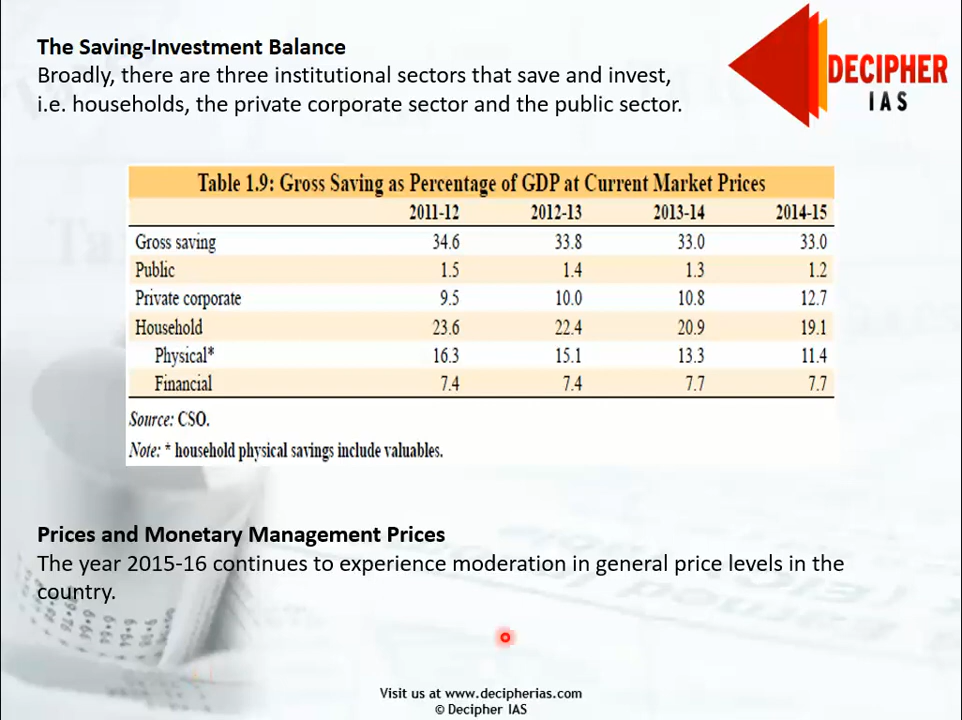 The Saving-Investment Balance
Broadly, there are three institutional sectors that save and invest,
i.e. households, the private corporate sector and the public sector.
DECIPHER
IAS
Table 1.9: Gross Saving as Percentage of GDP at Current Market Prices
2011-12 2012-13 2013-14 2014-15
Gross saving 34.6 33.8 33.0 33.0
Public 1.5 1.4 1.3 1.2
Private corporate 9.5 10.0 10.8 12.7
Household 23.6 22.4 20.9 19.1
Physical* 16.3 15.1 13.3 11.4
Financial 7.4 7.4 7.7 7.7
Source: CSO.
Note: * household physical savings include valuables.
Prices and Monetary Management Prices
The year 2015-16 continues to experience moderation in general price levels in the
country.
Visit us at www.decipherias.com
© Decipher IAS